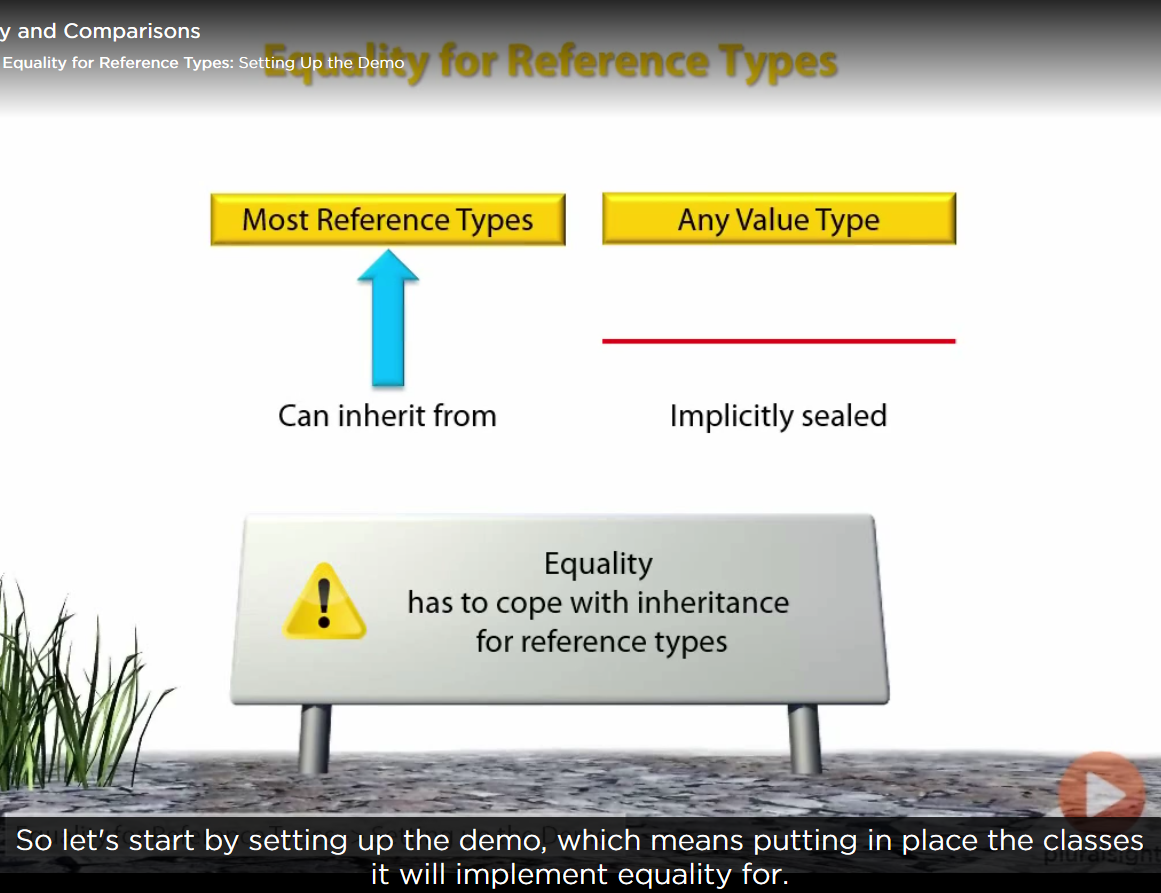 y and Comparisons
Equality for Reference Types: Setting Up the Demo
Equality for Reference Types
Most Reference Types
Any Value Type
Can inherit from
Implicitly sealed
Equality
has to cope with inheritance
for reference types
So let's start by setting up the demo, which means putting in place the classes
it will implement equality for.
pluralsight